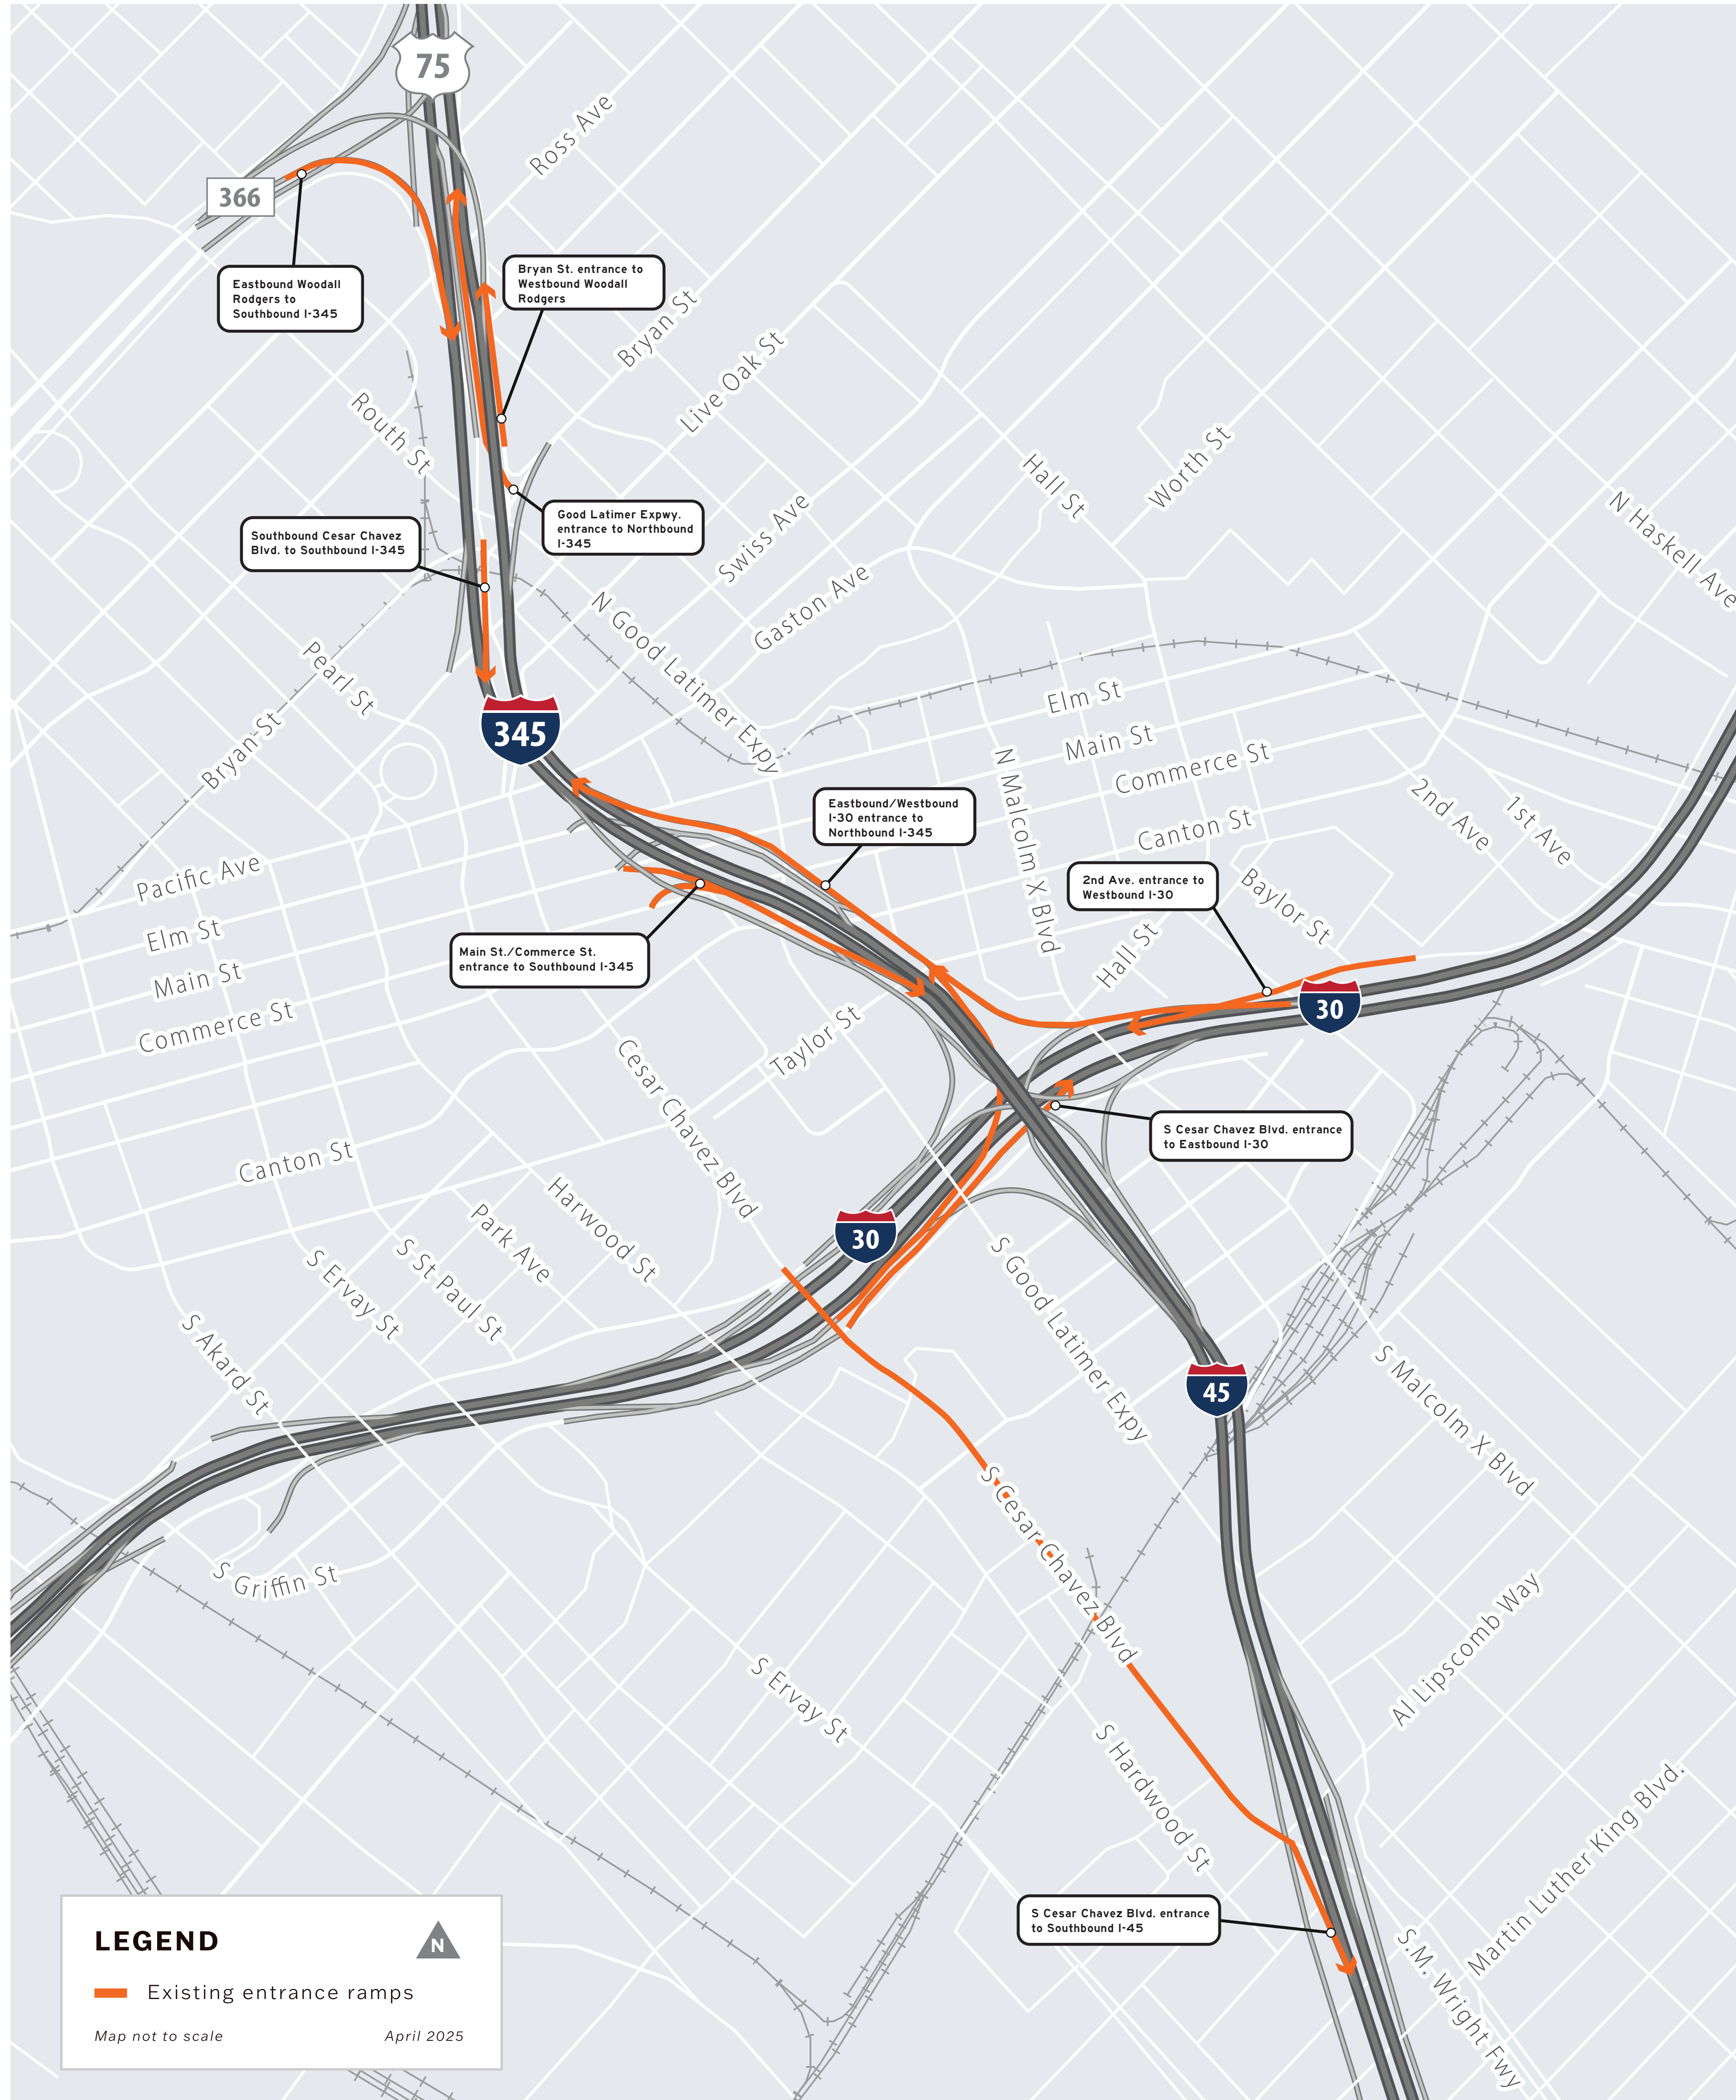 75
Ross Ave
366
Eastbound Woodall
Rodgers to
Southbound I-345
Bryan St. entrance to
Westbound Woodall
Rodgers
Bryan St
Live Oak St
Routh St
Hall St
Worth St
N Haskell Ave
Good Latimer Expwy.
entrance to Northbound
I-345
Southbound Cesar Chavez
Blvd. to Southbound I-345
Swiss Ave
Gaston Ave
N Good Latimer Expy
Pearl St
Bryan St
345
Elm St
Main St
Commerce St
Canton St
N Malcolm X Blvd
2nd Ave
1st Ave
Eastbound/Westbound
I-30 entrance to
Northbound I-345
2nd Ave. entrance to
Westbound I-30
Baylor St
Hall St
Pacific Ave
Elm St
Main St
Commerce St
Main St./Commerce St.
entrance to Southbound I-345
30
Taylor St
Cesar Chavez Blvd
S Cesar Chavez Blvd. entrance
to Eastbound I-30
Canton St
Harwood St
Park Ave
S St Paul St
S Ervay St
S Akard St
30
S Good Latimer Expy
45
S Malcolm X Blvd
S Cesar Chavez Blvd
S Griffin St
S Ervay St
Al Lipscomb Way
S Hardwood St
Martin Luther King Blvd.
S Cesar Chavez Blvd. entrance
to Southbound I-45
S.M. Wright Fwy
LEGEND
N
Existing entrance ramps
Map not to scale
April 2025